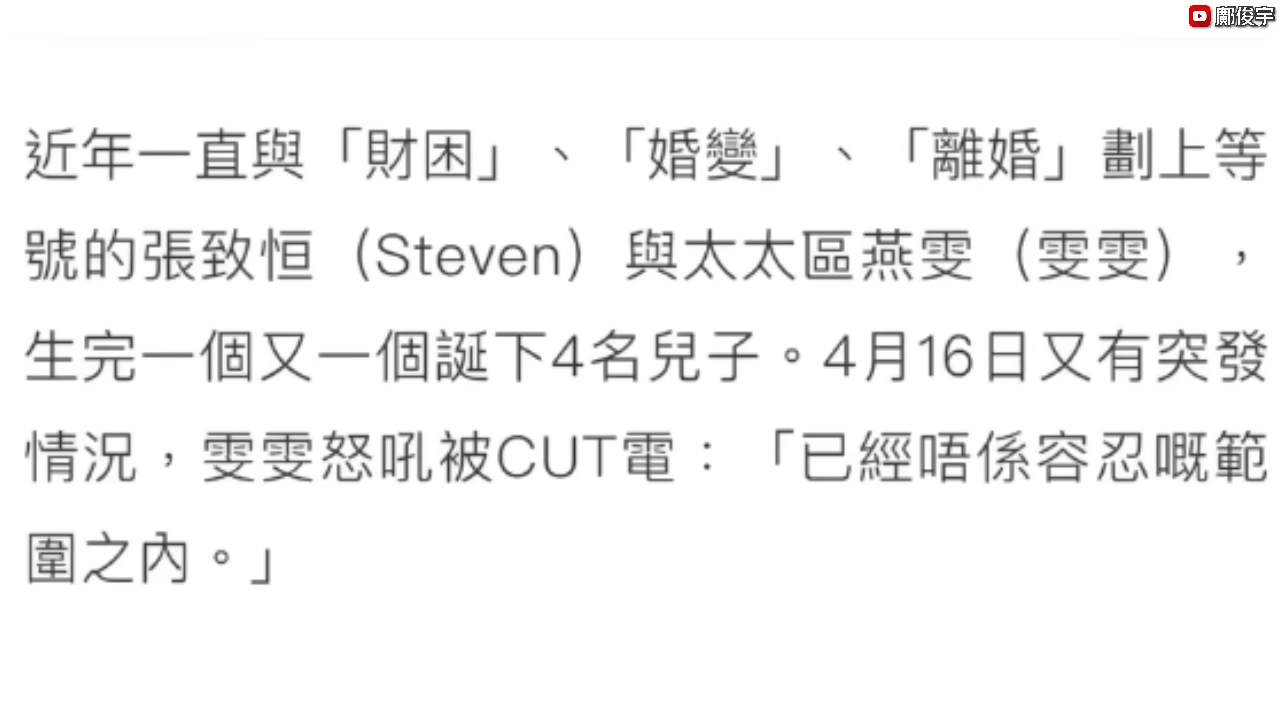 鄺俊宇
近年一直與「財困」、「婚變」、「離婚」劃上等
號的張致恒（Steven）與太太區燕雯（雯雯），
生完一個又一個誕下4名兒子。4月16日又有突發
情況，雯雯怒吼被CUT電：「已經唔係容忍嘅範
圍之內。」